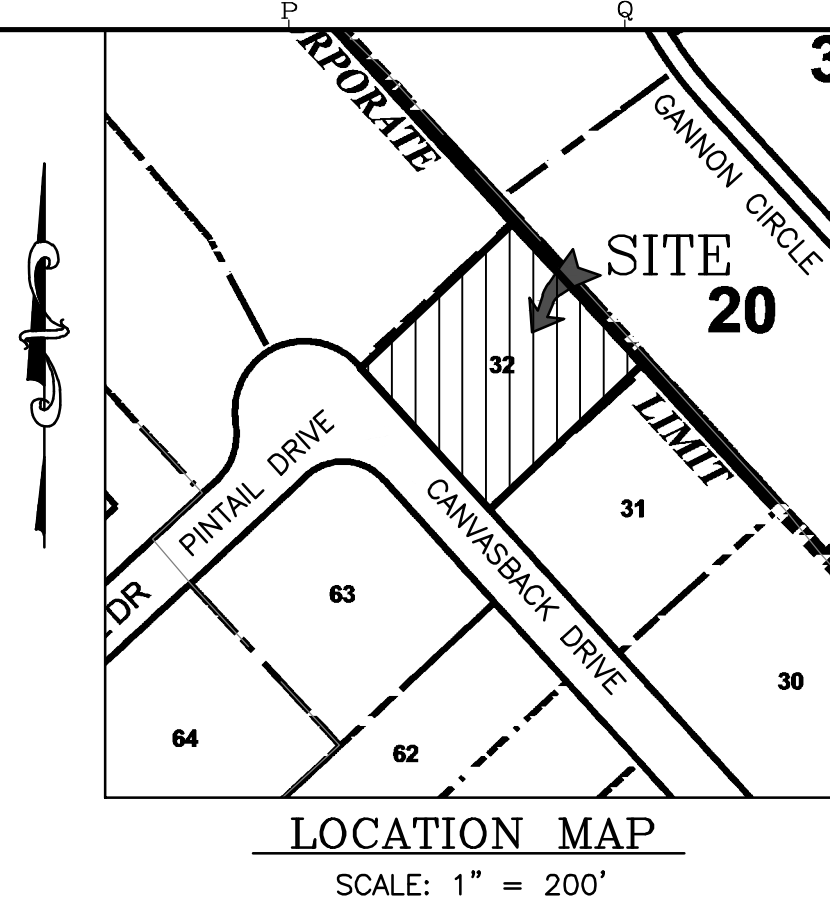 P Q
RPORATE
GANNON CIRCLE
SITE
20
32
LIMIT
PINTAIL DRIVE
CANVASBACK DRIVE
31
63
DR
30
64
62
LOCATION MAP
SCALE: 1" = 200'